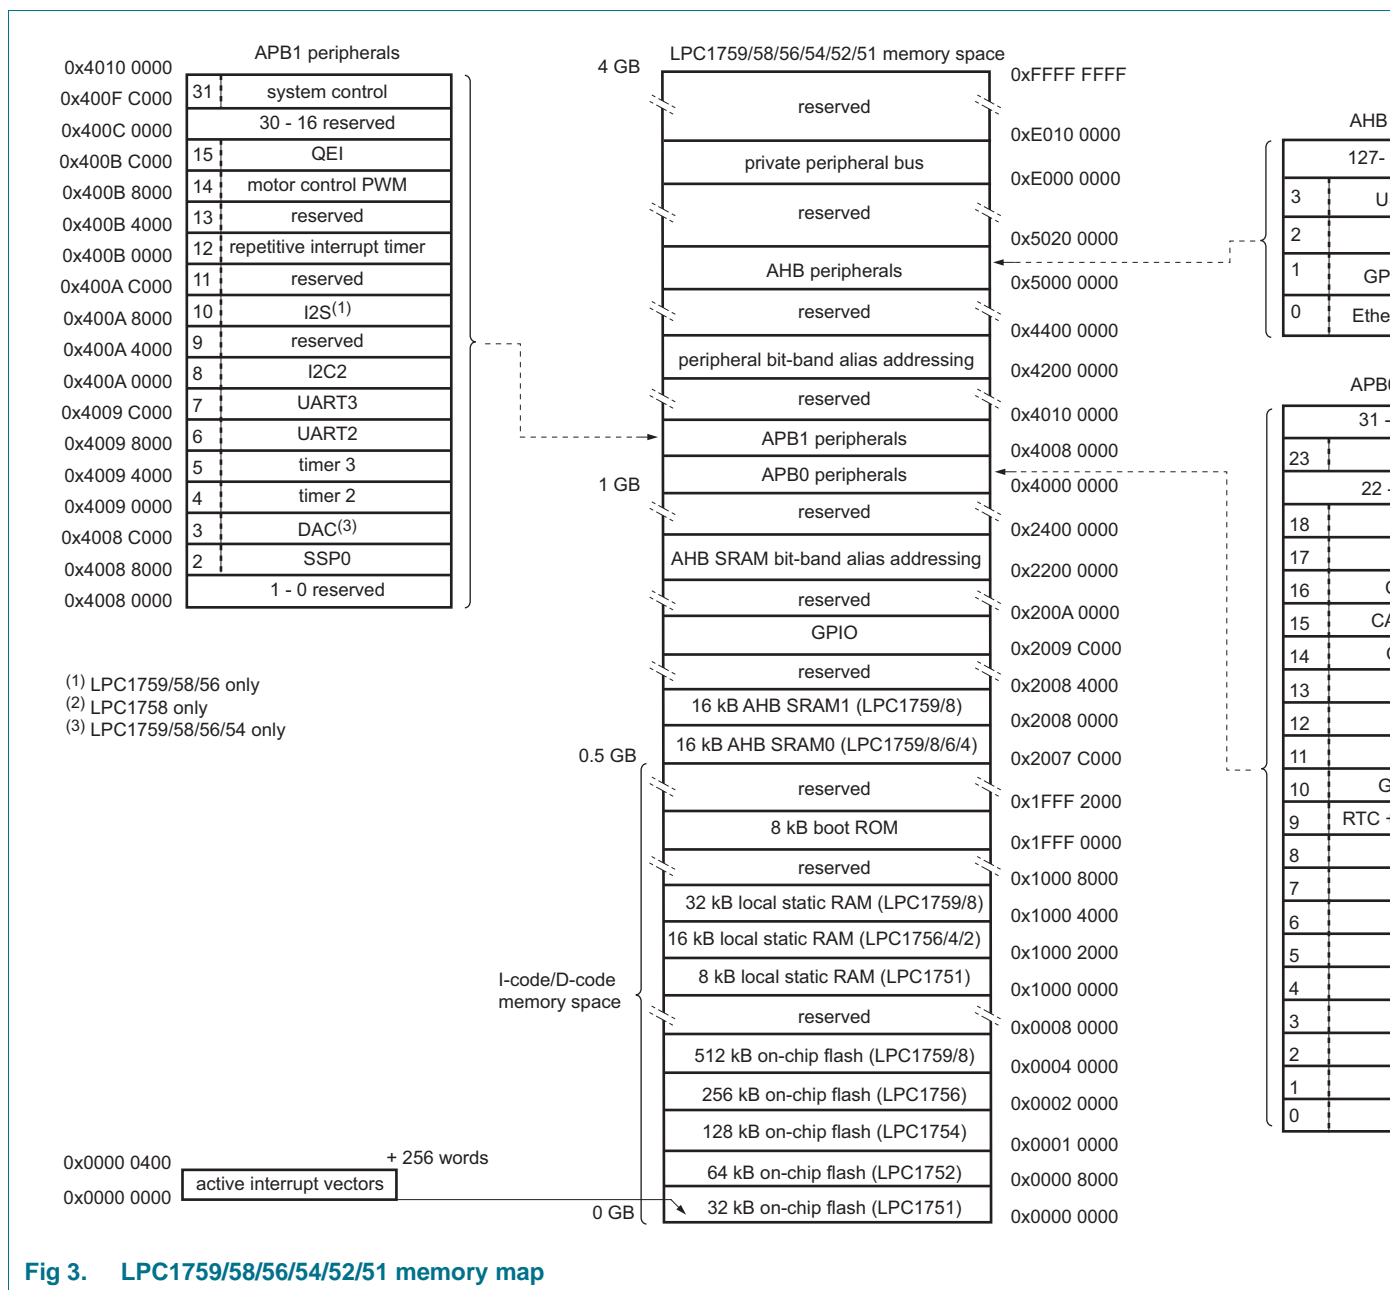 APB1 peripherals
0x4010 0000
0x400F C000
31 system control
0x400C 0000
30 - 16 reserved
0x400B C000
15 QEI
0x400B 8000
14 motor control PWM
0x400B 4000
13 reserved
0x400B 0000
12 repetitive interrupt timer
0x400A C000
11 reserved
0x400A 8000
10 I2S(1)
0x400A 4000
9 reserved
0x400A 0000
8 I2C2
0x4009 C000
7 UART3
0x4009 8000
6 UART2
0x4009 4000
5 timer 3
0x4009 0000
4 timer 2
0x4008 C000
3 DAC(3)
0x4008 8000
2 SSP0
0x4008 0000
1 - 0 reserved
(1) LPC1759/58/56 only
(2) LPC1758 only
(3) LPC1759/58/56/54 only
LPC1759/58/56/54/52/51 memory space
4 GB
0xFFFF FFFF
reserved
0xE010 0000
private peripheral bus
0xE000 0000
reserved
0x5020 0000
AHB peripherals
0x5000 0000
reserved
0x4400 0000
peripheral bit-band alias addressing
0x4200 0000
reserved
0x4010 0000
APB1 peripherals
0x4008 0000
APB0 peripherals
1 GB
0x4000 0000
reserved
0x2400 0000
AHB SRAM bit-band alias addressing
0x2200 0000
reserved
0x200A 0000
GPIO
0x2009 C000
reserved
0x2008 4000
16 kB AHB SRAM1 (LPC1759/8)
0x2008 0000
16 kB AHB SRAM0 (LPC1759/8/6/4)
0.5 GB
0x2007 C000
reserved
0x1FFF 2000
8 kB boot ROM
0x1FFF 0000
reserved
0x1000 8000
32 kB local static RAM (LPC1759/8)
0x1000 4000
16 kB local static RAM (LPC1756/4/2)
0x1000 2000
8 kB local static RAM (LPC1751)
0x1000 0000
I-code/D-code
memory space
reserved
0x0008 0000
512 kB on-chip flash (LPC1759/8)
0x0004 0000
256 kB on-chip flash (LPC1756)
0x0002 0000
128 kB on-chip flash (LPC1754)
0x0001 0000
64 kB on-chip flash (LPC1752)
0x0000 8000
32 kB on-chip flash (LPC1751)
0 GB
0x0000 0000
+ 256 words
0x0000 0400
active interrupt vectors
0x0000 0000
AHB
127-
3
2
1
0
31 -
23
22 -
18
17
16
15
14
13
12
11
10
9 RTC +
8
7
6
5
4
3
2
1
0
Fig 3. LPC1759/58/56/54/52/51 memory map